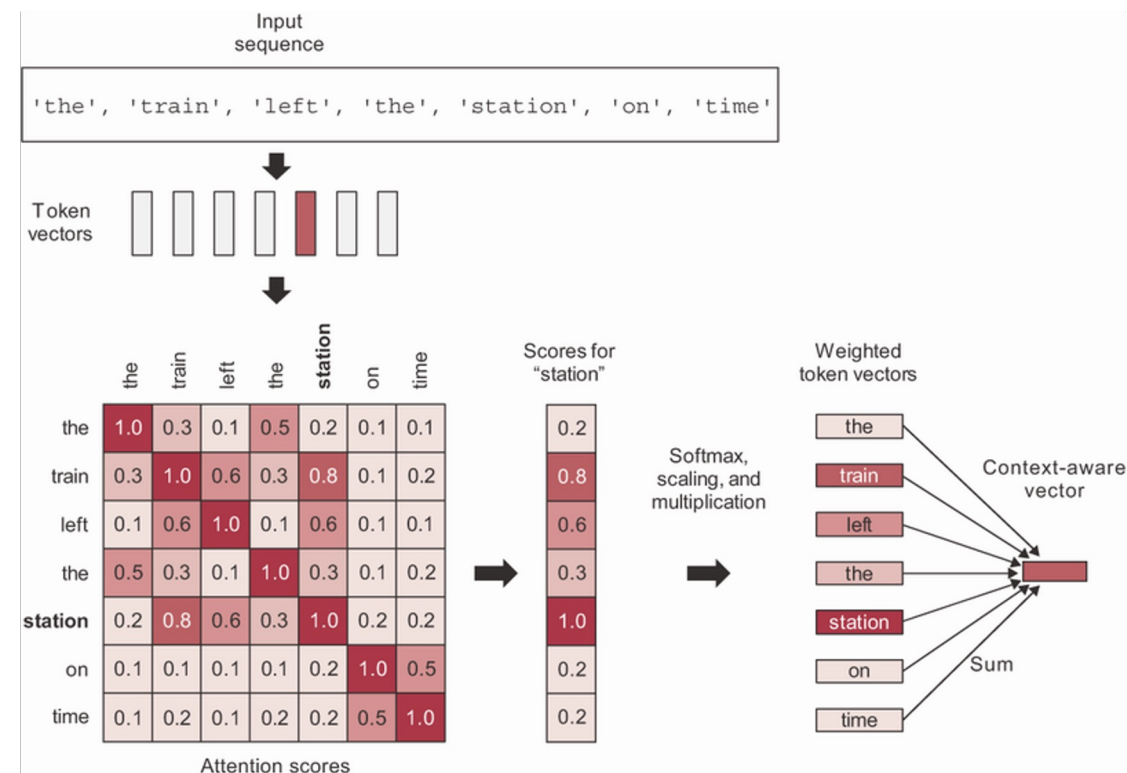 Input
sequence
'the', 'train', 'left', 'the', 'station', 'on', 'time'
Token
vectors
the train left the station on time
the 1.0 0.3 0.1 0.5 0.2 0.1 0.1
train 0.3 1.0 0.6 0.3 0.8 0.1 0.2
left 0.1 0.6 1.0 0.1 0.6 0.1 0.1
the 0.5 0.3 0.1 1.0 0.3 0.1 0.2
station 0.2 0.8 0.6 0.3 1.0 0.2 0.2
on 0.1 0.1 0.1 0.1 0.2 1.0 0.5
time 0.1 0.2 0.1 0.2 0.2 0.5 1.0
Attention scores
Scores for
“station”
0.2
0.8
0.6
0.3
1.0
0.2
0.2
Softmax,
scaling, and
multiplication
Weighted
token vectors
the
train
left
the
station
on
time
Sum
Context-aware
vector